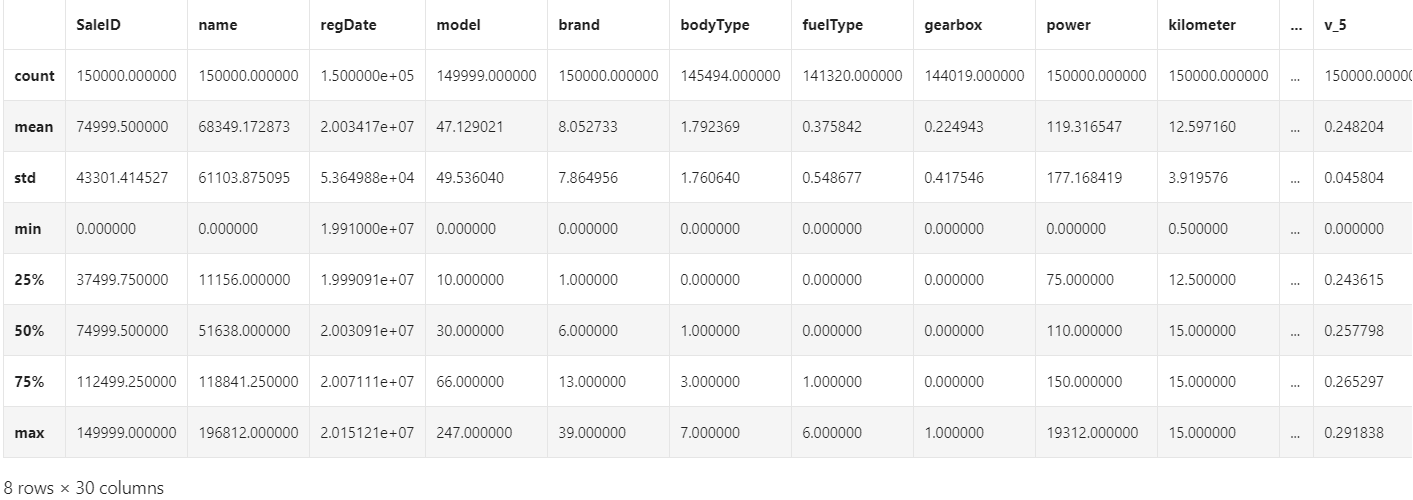 SaleID name regDate model brand bodyType fuelType gearbox power kilometer ... v_5
count 150000.000000 150000.000000 1.500000e+05 149999.000000 150000.000000 145494.000000 141320.000000 144019.000000 150000.000000 150000.000000 ... 150000.00000
mean 74999.500000 68349.172873 2.003417e+07 47.129021 8.052733 1.792369 0.375842 0.224943 119.316547 12.597160 ... 0.248204
std 43301.414527 61103.875095 5.364988e+04 49.536040 7.864956 1.760640 0.548677 0.417546 177.168419 3.919576 ... 0.045804
min 0.000000 0.000000 1.991000e+07 0.000000 0.000000 0.000000 0.000000 0.000000 0.000000 0.500000 ... 0.000000
25% 37499.750000 11156.000000 1.999091e+07 10.000000 1.000000 0.000000 0.000000 0.000000 75.000000 12.500000 ... 0.243615
50% 74999.500000 51638.000000 2.003091e+07 30.000000 6.000000 1.000000 0.000000 0.000000 110.000000 15.000000 ... 0.257798
75% 112499.250000 118841.250000 2.007111e+07 66.000000 13.000000 3.000000 1.000000 0.000000 150.000000 15.000000 ... 0.265297
max 149999.000000 196812.000000 2.015121e+07 247.000000 39.000000 7.000000 6.000000 1.000000 19312.000000 15.000000 ... 0.291838
8 rows × 30 columns